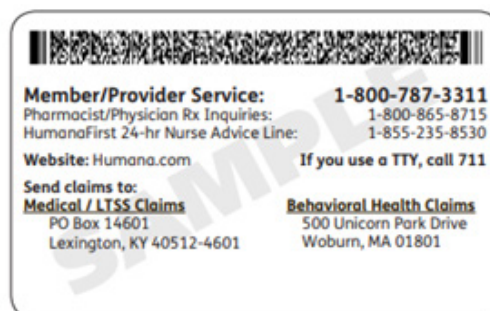 Member/Provider Service: 1-800-787-3311
Pharmacist/Physician Rx Inquiries: 1-800-865-8715
HumanaFirst 24-hr Nurse Advice Line: 1-855-235-8530
Website: Humana.com If you use a TTY, call 711
Send claims to:
Medical / LTSS Claims Behavioral Health Claims
PO Box 14601 500 Unicorn Park Drive
Lexington, KY 40512-4601 Woburn, MA 01801
SAMPLE